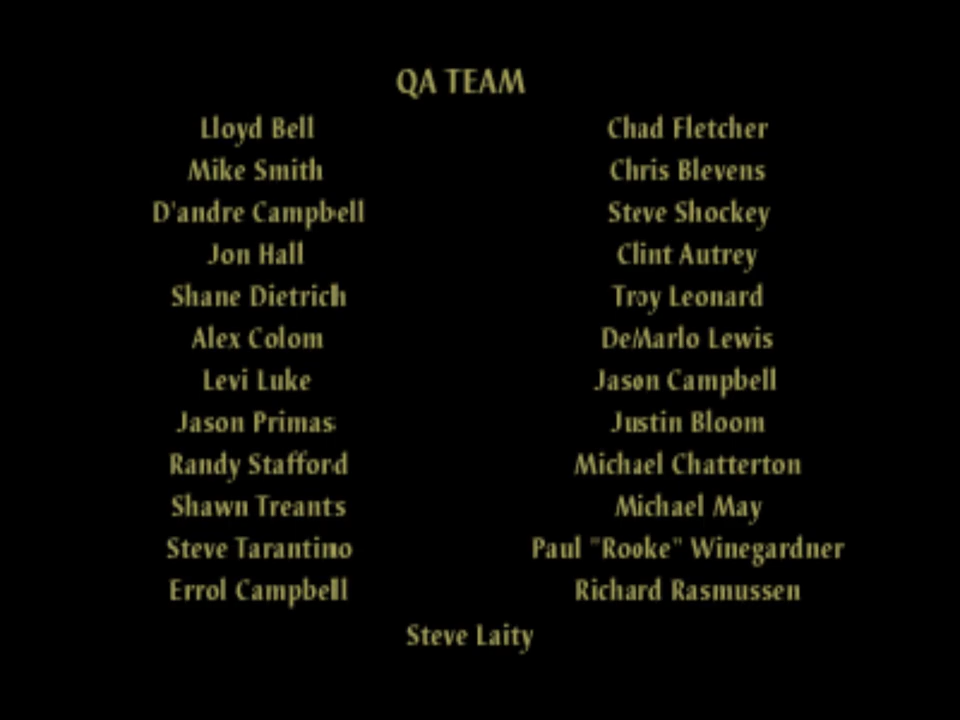 QA TEAM
Lloyd Bell
Mike Smith
D'andre Campbell
Jon Hall
Shane Dietrich
Alex Colom
Levi Luke
Jason Primas
Randy Stafford
Shawn Treants
Steve Tarantino
Errol Campbell
Chad Fletcher
Chris Blevens
Steve Shockey
Clint Autrey
Troy Leonard
DeMarlo Lewis
Jason Campbell
Justin Bloom
Michael Chatterton
Michael May
Paul "Rooke" Winegardner
Richard Rasmussen
Steve Laity